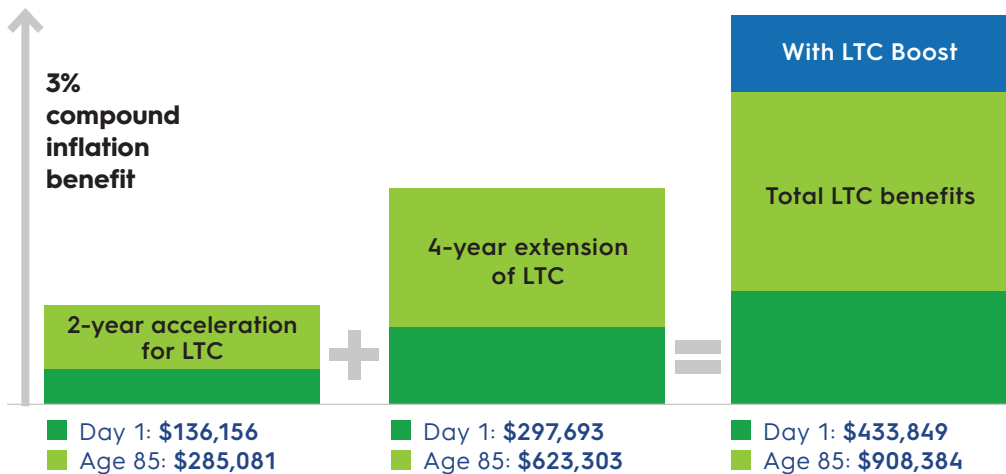 3%
compound
inflation
benefit
2-year acceleration
for LTC
4-year extension
of LTC
With LTC Boost
Total LTC benefits
Day 1: $136,156
Age 85: $285,081
Day 1: $297,693
Age 85: $623,303
Day 1: $433,849
Age 85: $908,384